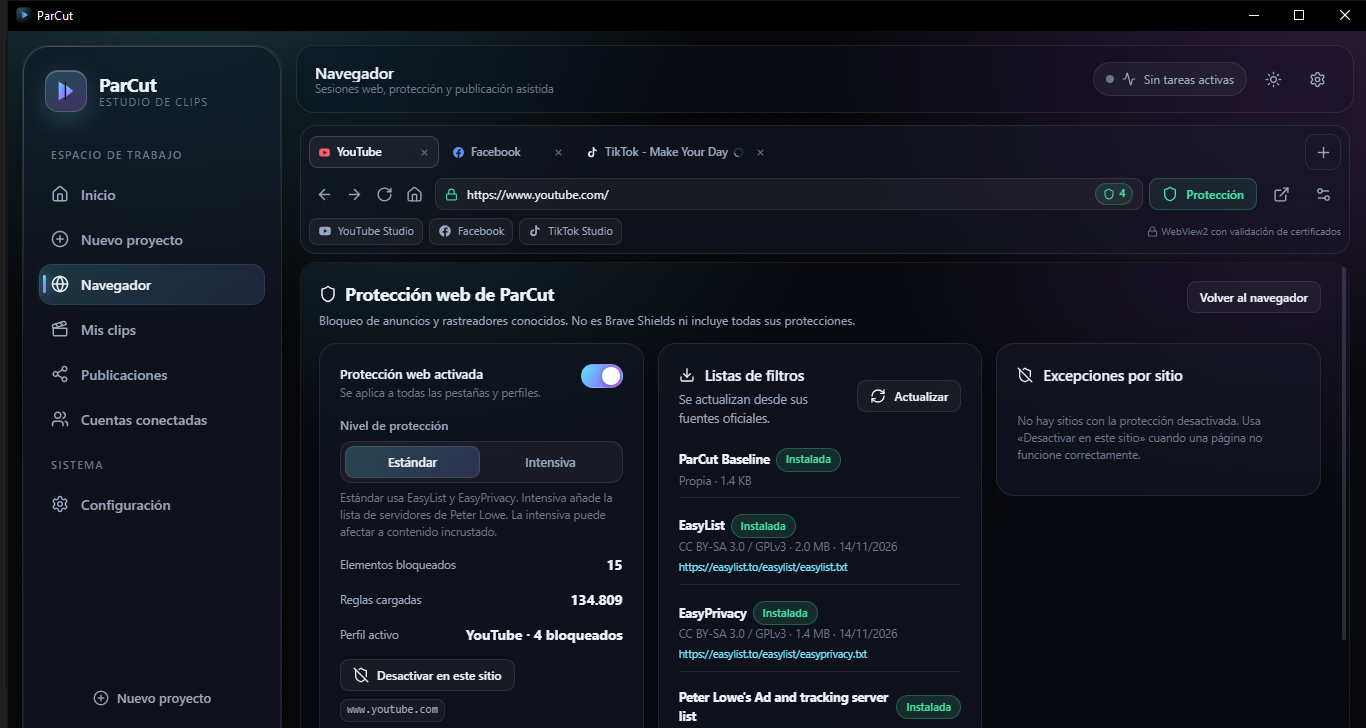 ParCut
ParCut
ESTUDIO DE CLIPS
ESPACIO DE TRABAJO
Inicio
Nuevo proyecto
Navegador
Mis clips
Publicaciones
Cuentas conectadas
SISTEMA
Configuración
Nuevo proyecto
Navegador
Sesiones web, protección y publicación asistida
Sin tareas activas
YouTube
Facebook
TikTok - Make Your Day
https://www.youtube.com/
4
Protección
YouTube Studio
Facebook
TikTok Studio
WebView2 con validación de certificados
Protección web de ParCut
Bloqueo de anuncios y rastreadores conocidos. No es Brave Shields ni incluye todas sus protecciones.
Volver al navegador
Protección web activada
Se aplica a todas las pestañas y perfiles.
Nivel de protección
Estándar
Intensiva
Estándar usa EasyList y EasyPrivacy. Intensiva añade la
lista de servidores de Peter Lowe. La intensiva puede
afectar a contenido incrustado.
Elementos bloqueados 15
Reglas cargadas 134.809
Perfil activo YouTube · 4 bloqueados
Desactivar en este sitio
www.youtube.com
Listas de filtros
Se actualizan desde sus
fuentes oficiales.
Actualizar
ParCut Baseline Instalada
Propia · 1.4 KB
EasyList Instalada
CC BY-SA 3.0 / GPLv3 · 2.0 MB · 14/11/2026
https://easylist.to/easylist/easylist.txt
EasyPrivacy Instalada
CC BY-SA 3.0 / GPLv3 · 1.4 MB · 14/11/2026
https://easylist.to/easylist/easyprivacy.txt
Peter Lowe's Ad and tracking server
list
Instalada
Excepciones por sitio
No hay sitios con la protección desactivada. Usa
«Desactivar en este sitio» cuando una página no
funcione correctamente.